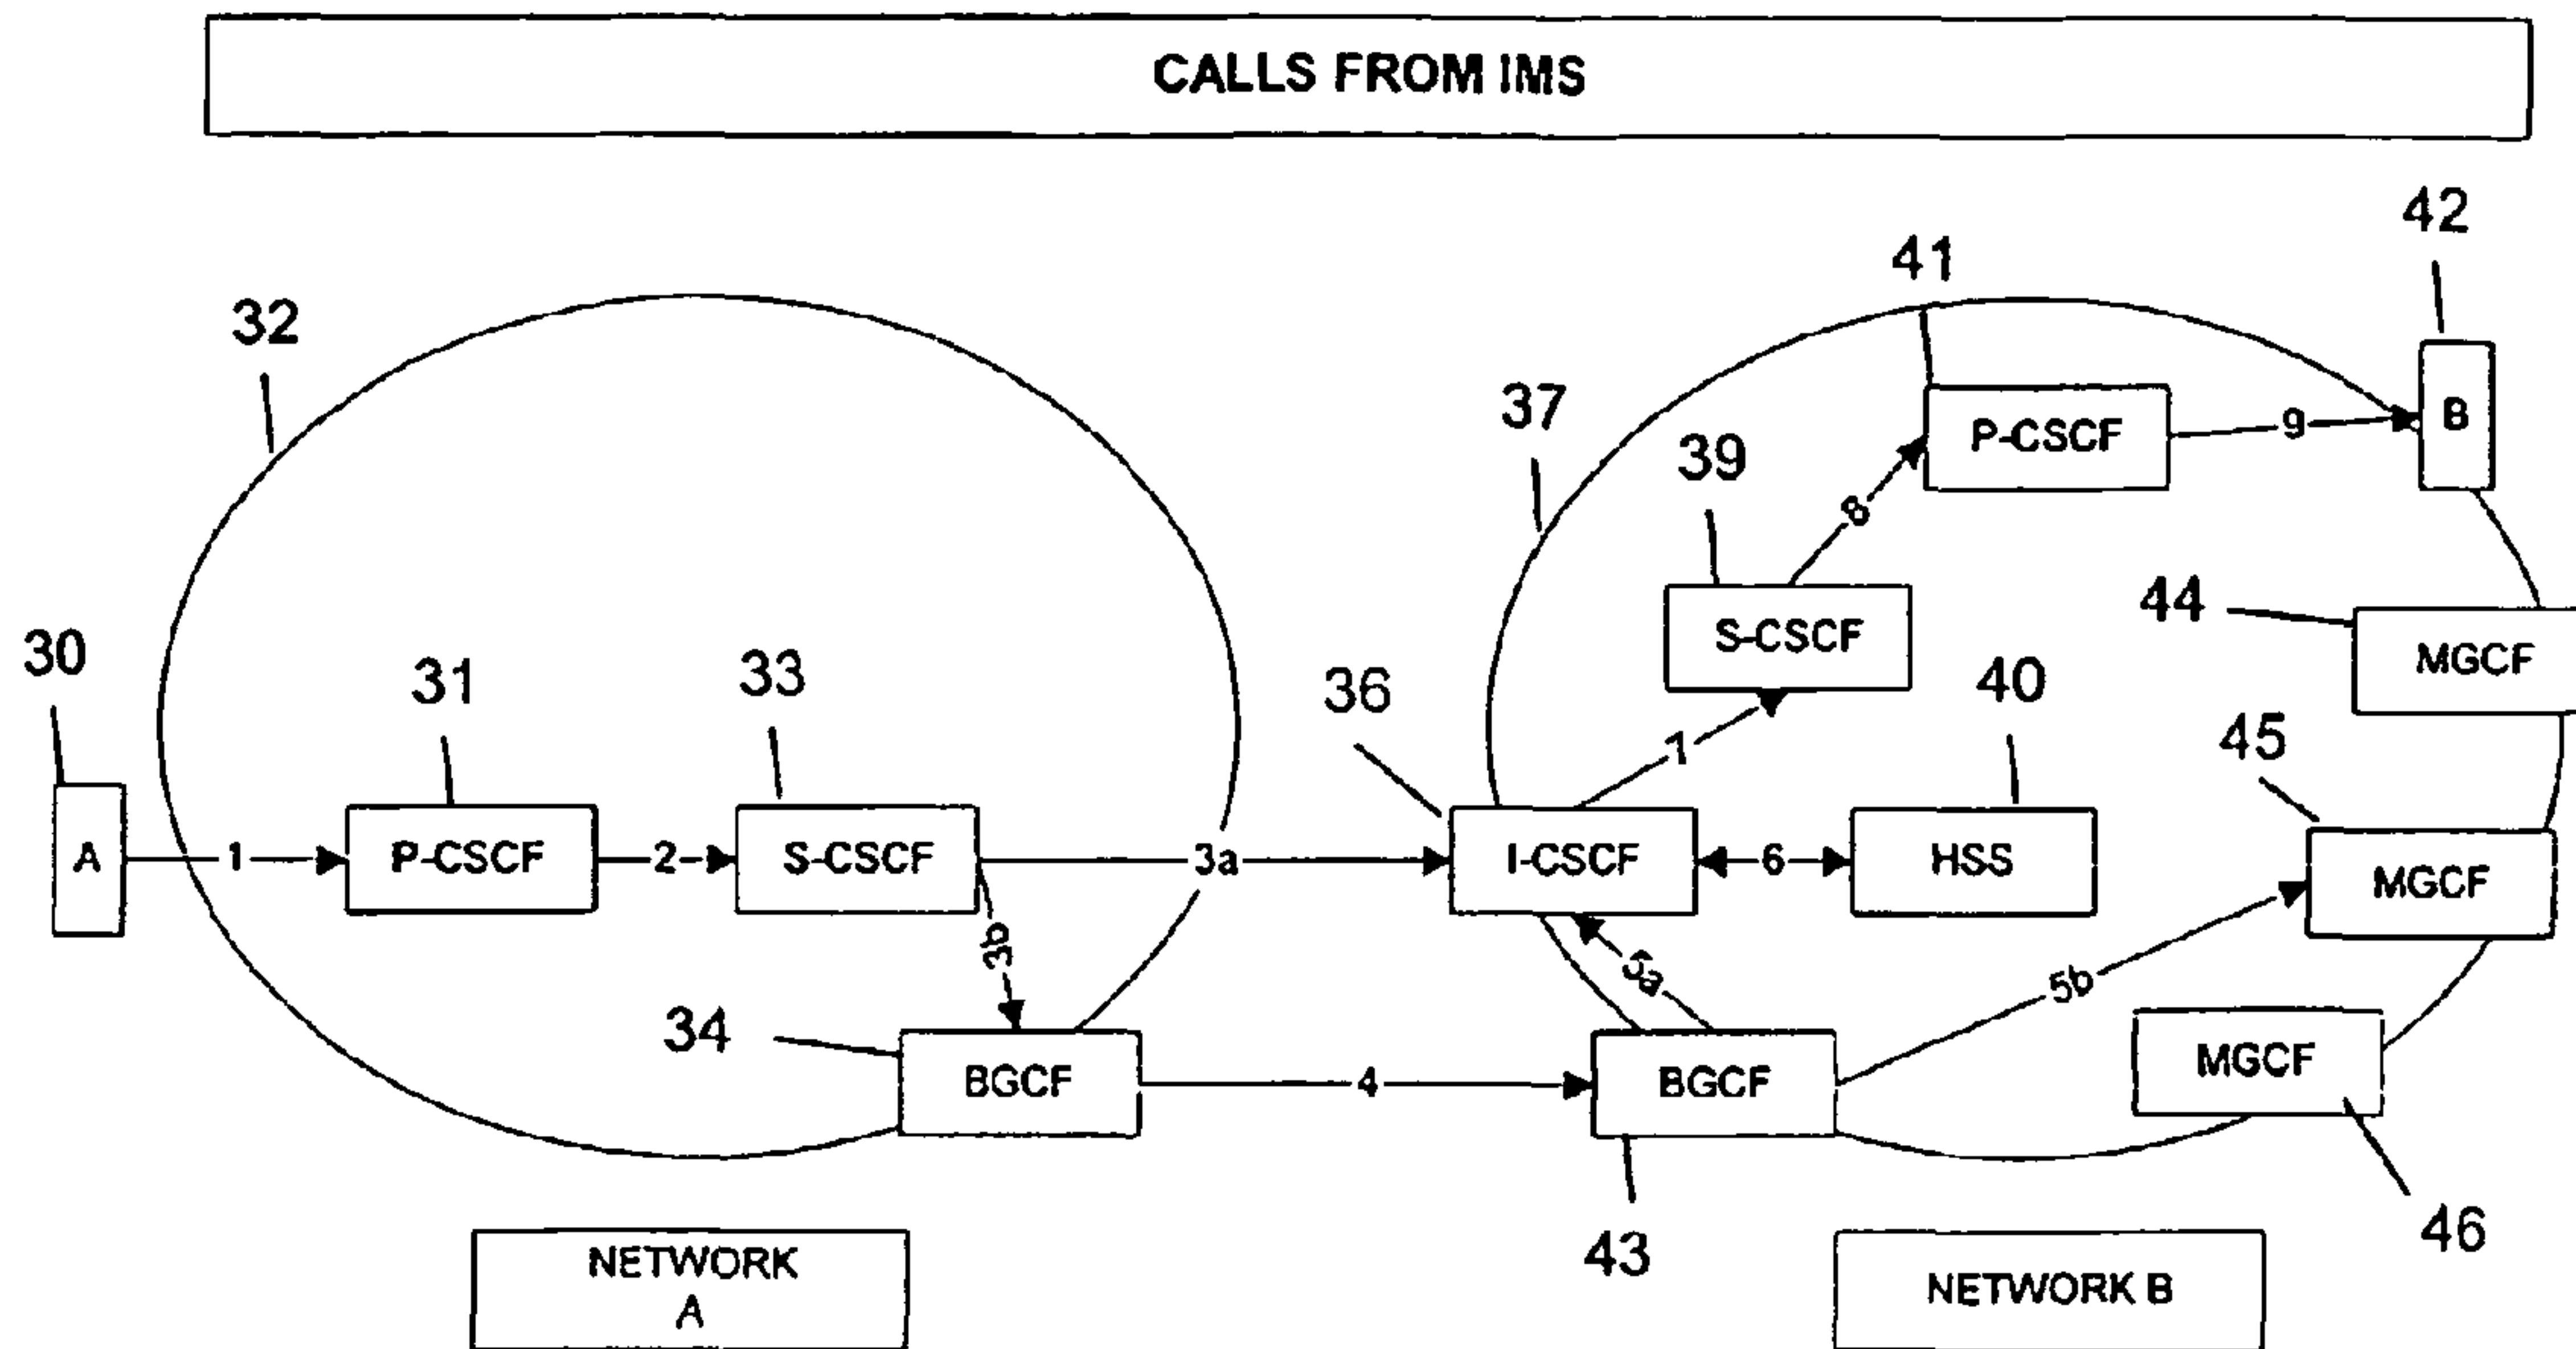 CALLS FROM IMS
42
41
32
37
B
P-CSCF
9
39
8
44
S-CSCF
MGCF
30
31
33
36
40
7
45
A
1
P-CSCF
2
S-CSCF
3a
I-CSCF
6
HSS
MGCF
3b
5a
5b
34
BGCF
4
BGCF
MGCF
43
46
NETWORK
A
NETWORK B